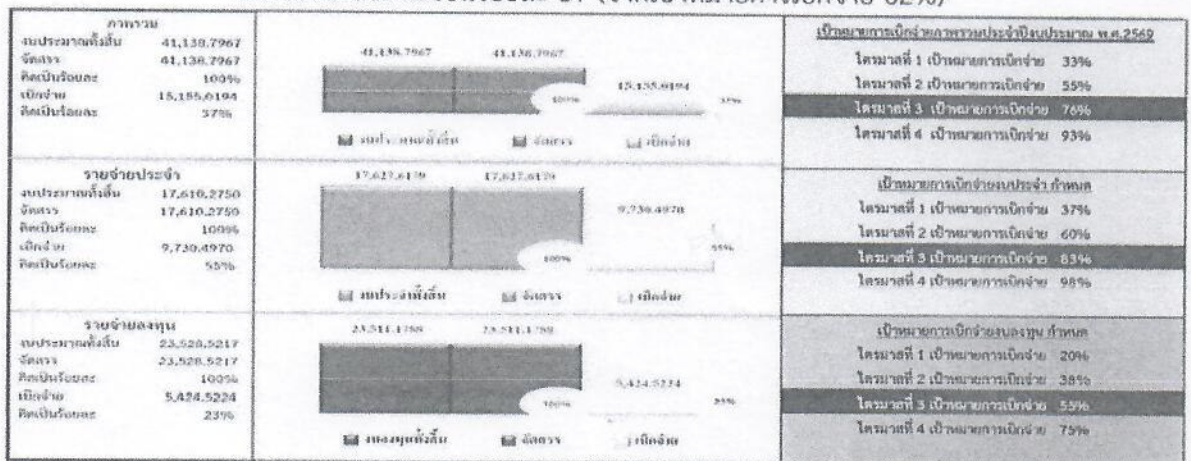 ภาพรวม
งบประมาณทั้งสิ้น 41,138.7967
จัดสรร 41,138.7967
คิดเป็นร้อยละ 100%
เบิกจ่าย 15,155.0194
คิดเป็นร้อยละ 37%
41,138.7967 41,138.7967
15,155.0194
100% 37%
งบประมาณทั้งสิ้น จัดสรร เบิกจ่าย
เป้าหมายการเบิกจ่ายภาพรวมประจำปีงบประมาณ พ.ศ.2569
ไตรมาสที่ 1 เป้าหมายการเบิกจ่าย 33%
ไตรมาสที่ 2 เป้าหมายการเบิกจ่าย 55%
ไตรมาสที่ 3 เป้าหมายการเบิกจ่าย 76%
ไตรมาสที่ 4 เป้าหมายการเบิกจ่าย 93%
รายจ่ายประจำ
งบประมาณทั้งสิ้น 17,610.2750
จัดสรร 17,610.2750
คิดเป็นร้อยละ 100%
เบิกจ่าย 9,730.4970
คิดเป็นร้อยละ 55%
17,627.6179 17,627.6179
9,730.4970
100% 55%
งบประจำทั้งสิ้น จัดสรร เบิกจ่าย
เป้าหมายการเบิกจ่ายงบประจำ กำหนด
ไตรมาสที่ 1 เป้าหมายการเบิกจ่าย 37%
ไตรมาสที่ 2 เป้าหมายการเบิกจ่าย 60%
ไตรมาสที่ 3 เป้าหมายการเบิกจ่าย 83%
ไตรมาสที่ 4 เป้าหมายการเบิกจ่าย 98%
รายจ่ายลงทุน
งบประมาณทั้งสิ้น 23,528.5217
จัดสรร 23,528.5217
คิดเป็นร้อยละ 100%
เบิกจ่าย 5,424.5224
คิดเป็นร้อยละ 23%
23,511.1788 23,511.1788
5,424.5224
100% 23%
งบลงทุนทั้งสิ้น จัดสรร เบิกจ่าย
เป้าหมายการเบิกจ่ายงบลงทุน กำหนด
ไตรมาสที่ 1 เป้าหมายการเบิกจ่าย 20%
ไตรมาสที่ 2 เป้าหมายการเบิกจ่าย 38%
ไตรมาสที่ 3 เป้าหมายการเบิกจ่าย 55%
ไตรมาสที่ 4 เป้าหมายการเบิกจ่าย 75%